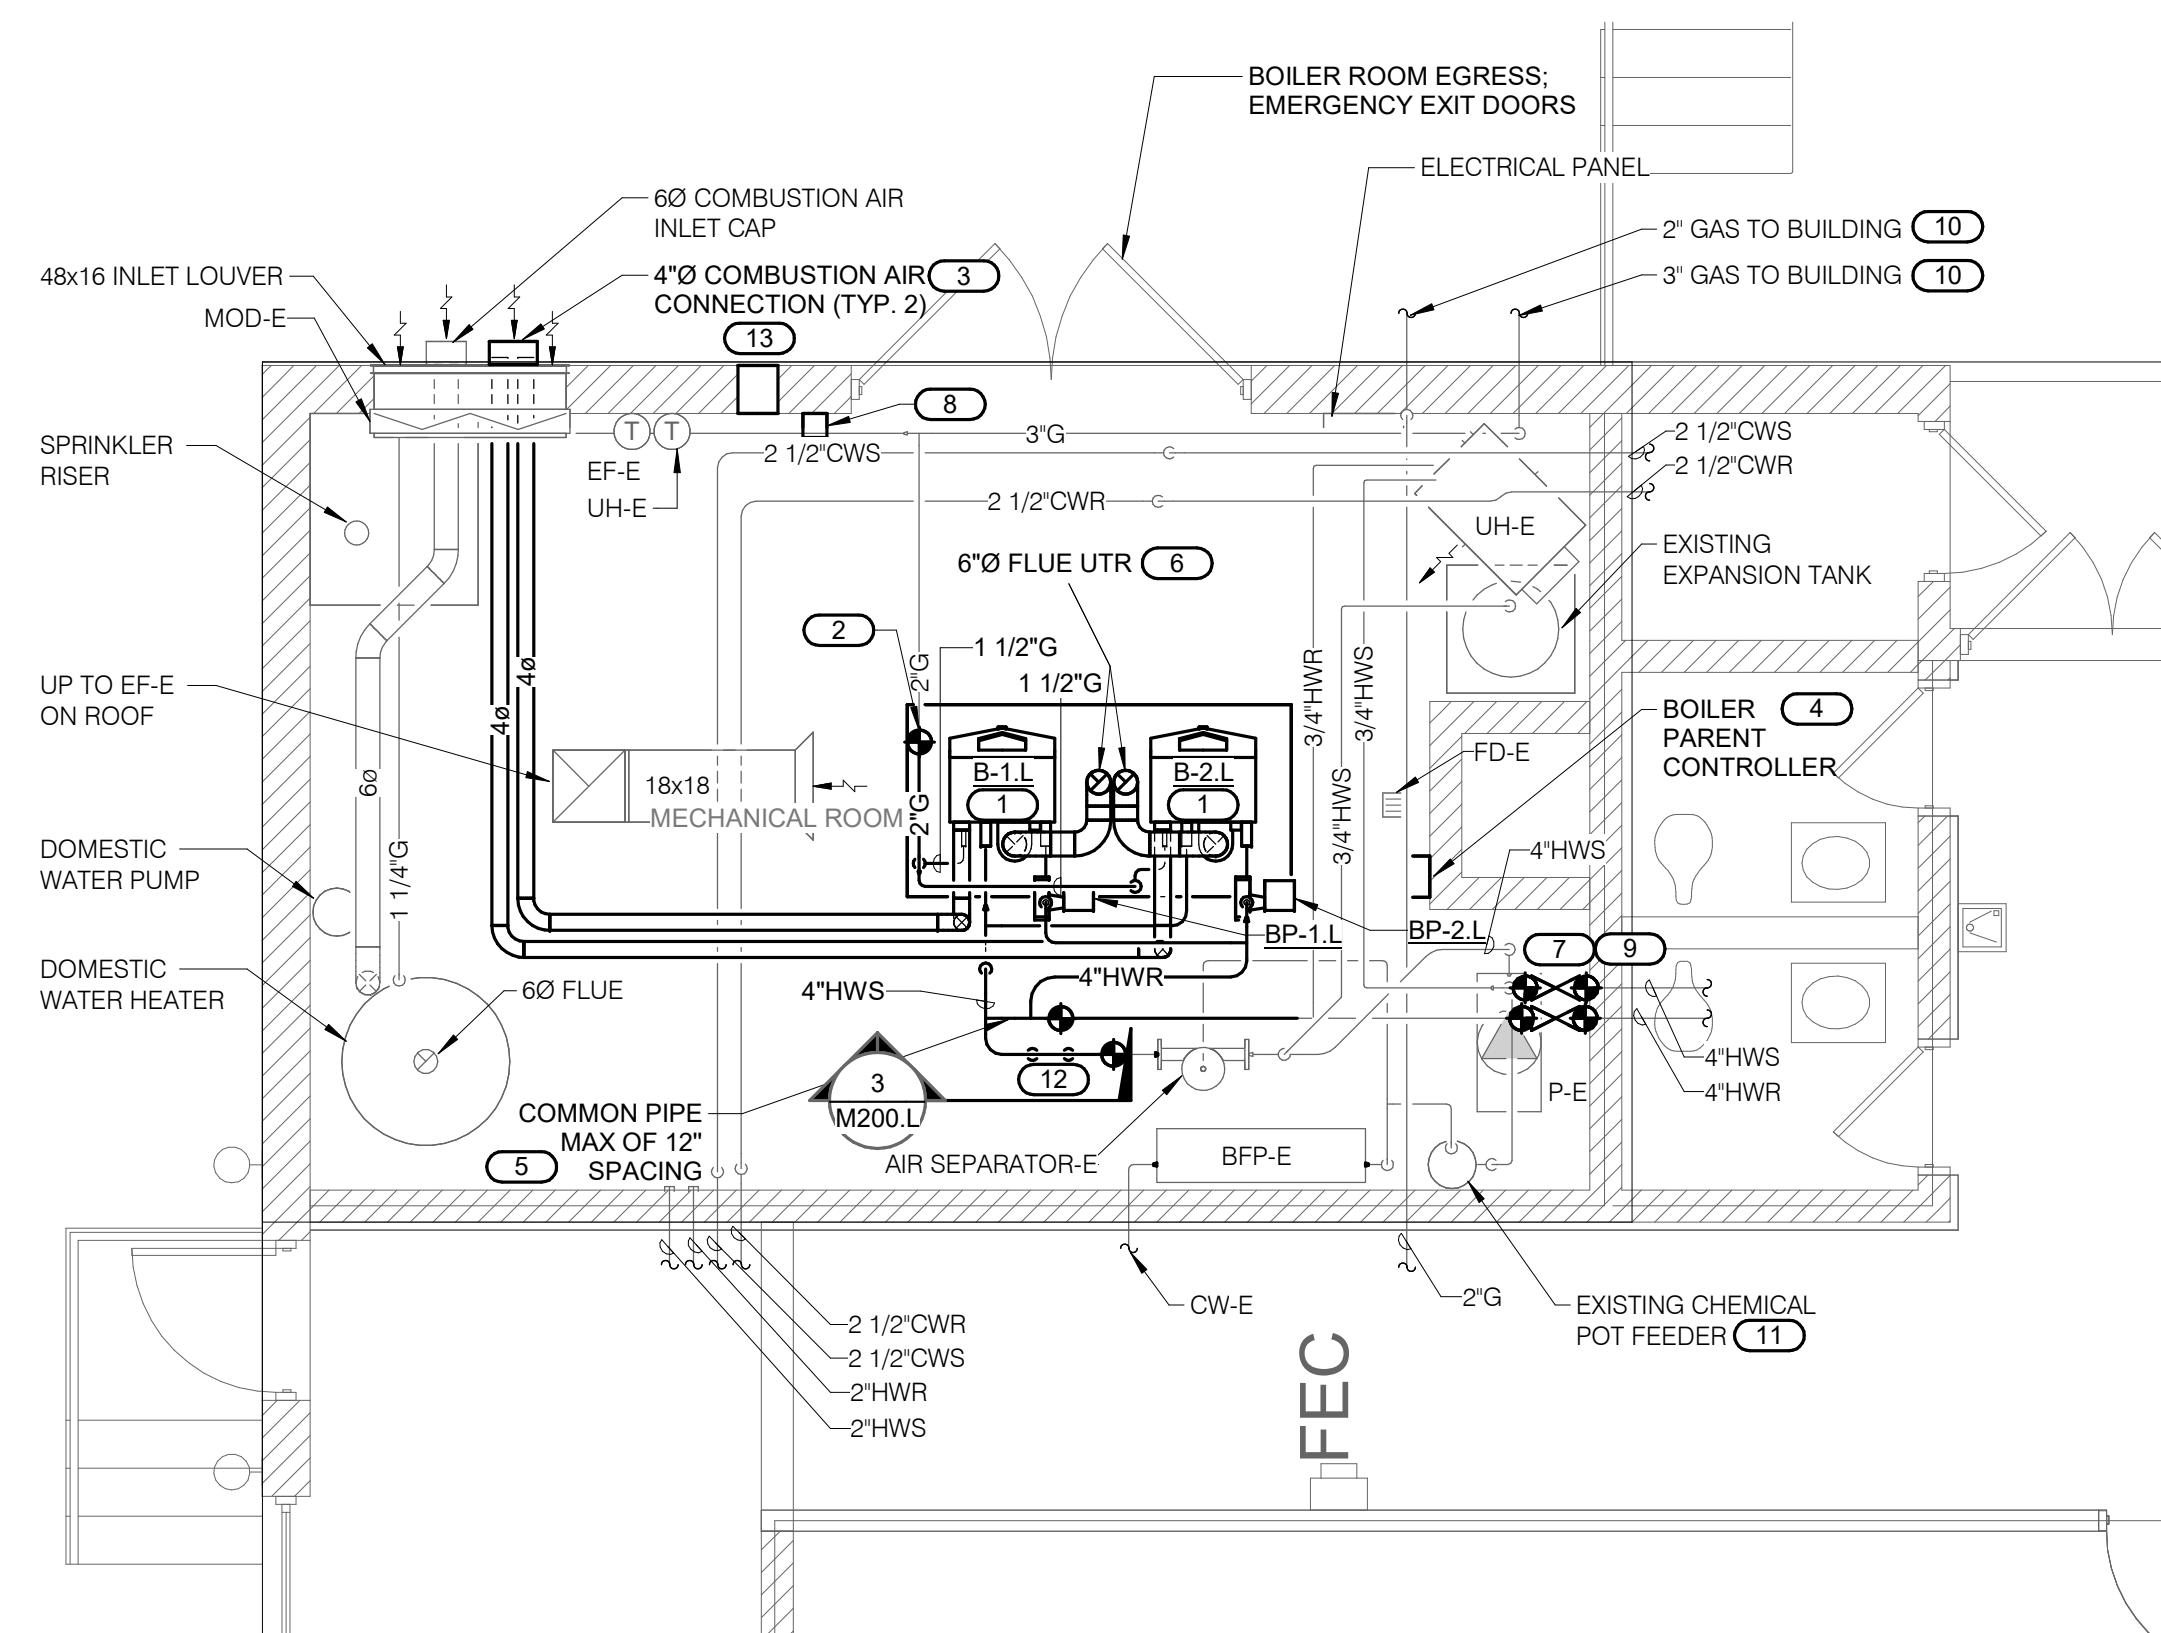 BOILER ROOM EGRESS;
EMERGENCY EXIT DOORS
ELECTRICAL PANEL
6Ø COMBUSTION AIR
INLET CAP
2" GAS TO BUILDING 10
48x16 INLET LOUVER
4"Ø COMBUSTION AIR 3
CONNECTION (TYP. 2)
3" GAS TO BUILDING 10
MOD-E
13
8
SPRINKLER
RISER
T T
3"G
2 1/2"CWS
2 1/2"CWS
2 1/2"CWR
EF-E
UH-E
2 1/2"CWR
UH-E
EXISTING
EXPANSION TANK
6"Ø FLUE UTR 6
2
1 1/2"G
1 1/2"G
2"G
3/4"HWR
3/4"HWS
UP TO EF-E
ON ROOF
4ø
4ø
6ø
BOILER 4
PARENT
CONTROLLER
FD-E
B-1.L
1
B-2.L
1
18x18
MECHANICAL ROOM
2"G
3/4"HWS
DOMESTIC
WATER PUMP
1 1/4"G
4"HWS
BP-1.L
BP-2.L
7 9
DOMESTIC
WATER HEATER
6Ø FLUE
4"HWS
4"HWR
12
4"HWS
4"HWR
P-E
3
M200.L
COMMON PIPE
MAX OF 12"
SPACING
5
AIR SEPARATOR-E
BFP-E
CW-E
2"G
EXISTING CHEMICAL
POT FEEDER 11
2 1/2"CWR
2 1/2"CWS
2"HWR
2"HWS
FEC